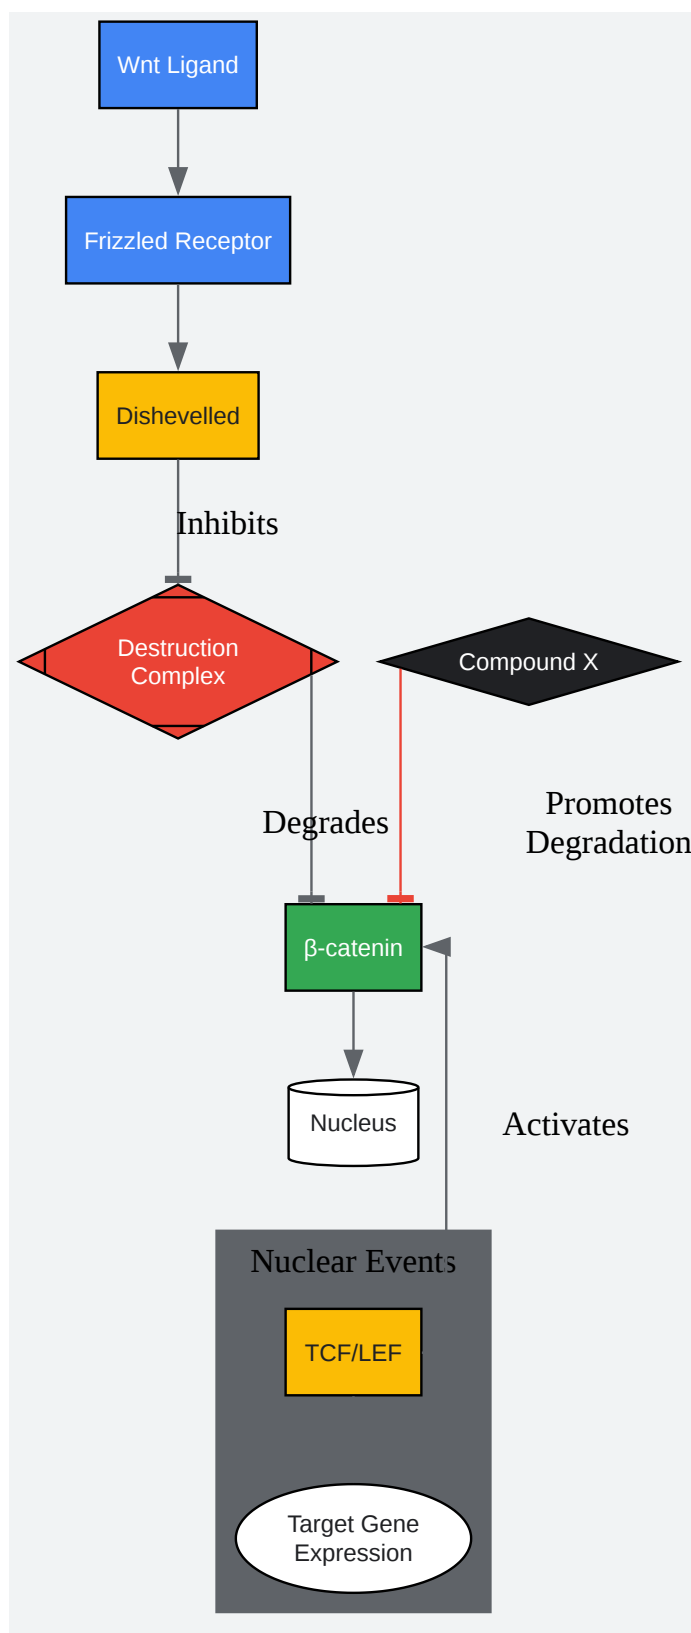 Wnt Ligand
Frizzled Receptor
Dishevelled
Inhibits
Destruction
Complex
Compound X
Degrades
Promotes
Degradation
β-catenin
Nucleus
Activates
Nuclear Events
TCF/LEF
Target Gene
Expression